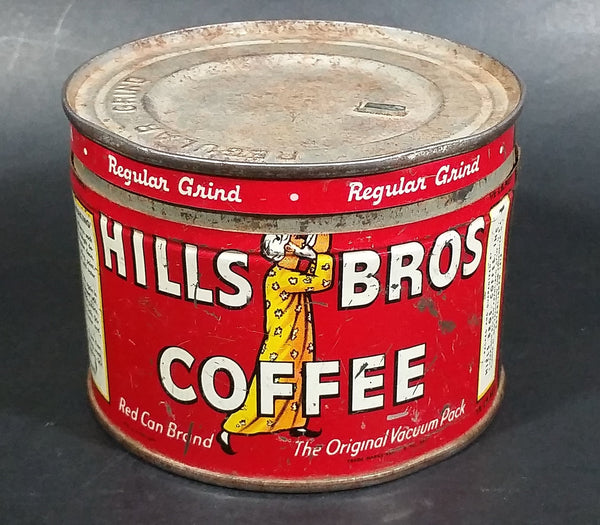 REGULAR GRIND
• Regular Grind • Regular Grind •
HILLS BROS
COFFEE
Red Can Brand The Original Vacuum Pack